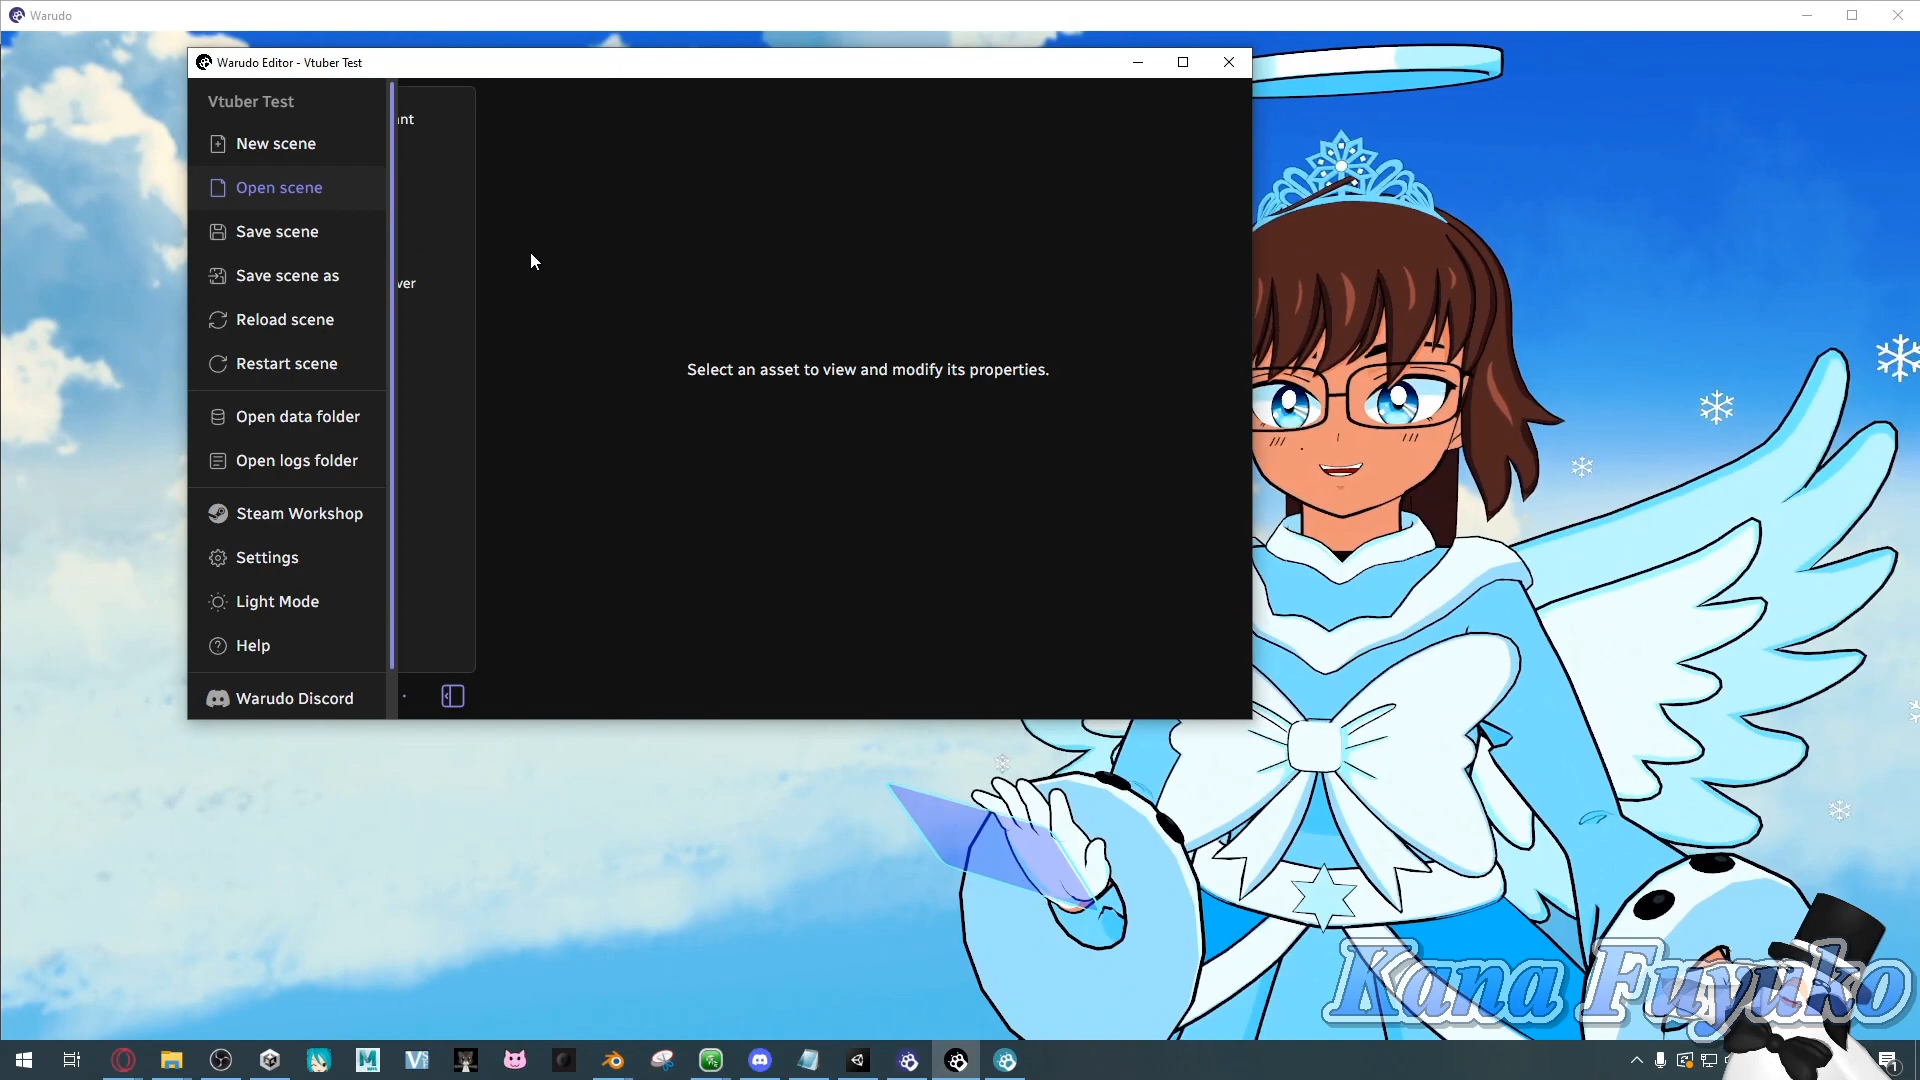 Warudo
Warudo Editor - Vtuber Test
Vtuber Test
New scene
Open scene
Save scene
Save scene as
Reload scene
Restart scene
Open data folder
Open logs folder
Steam Workshop
Settings
Light Mode
Help
Warudo Discord
ant
ver
Select an asset to view and modify its properties.
Kana Fuyuko
1